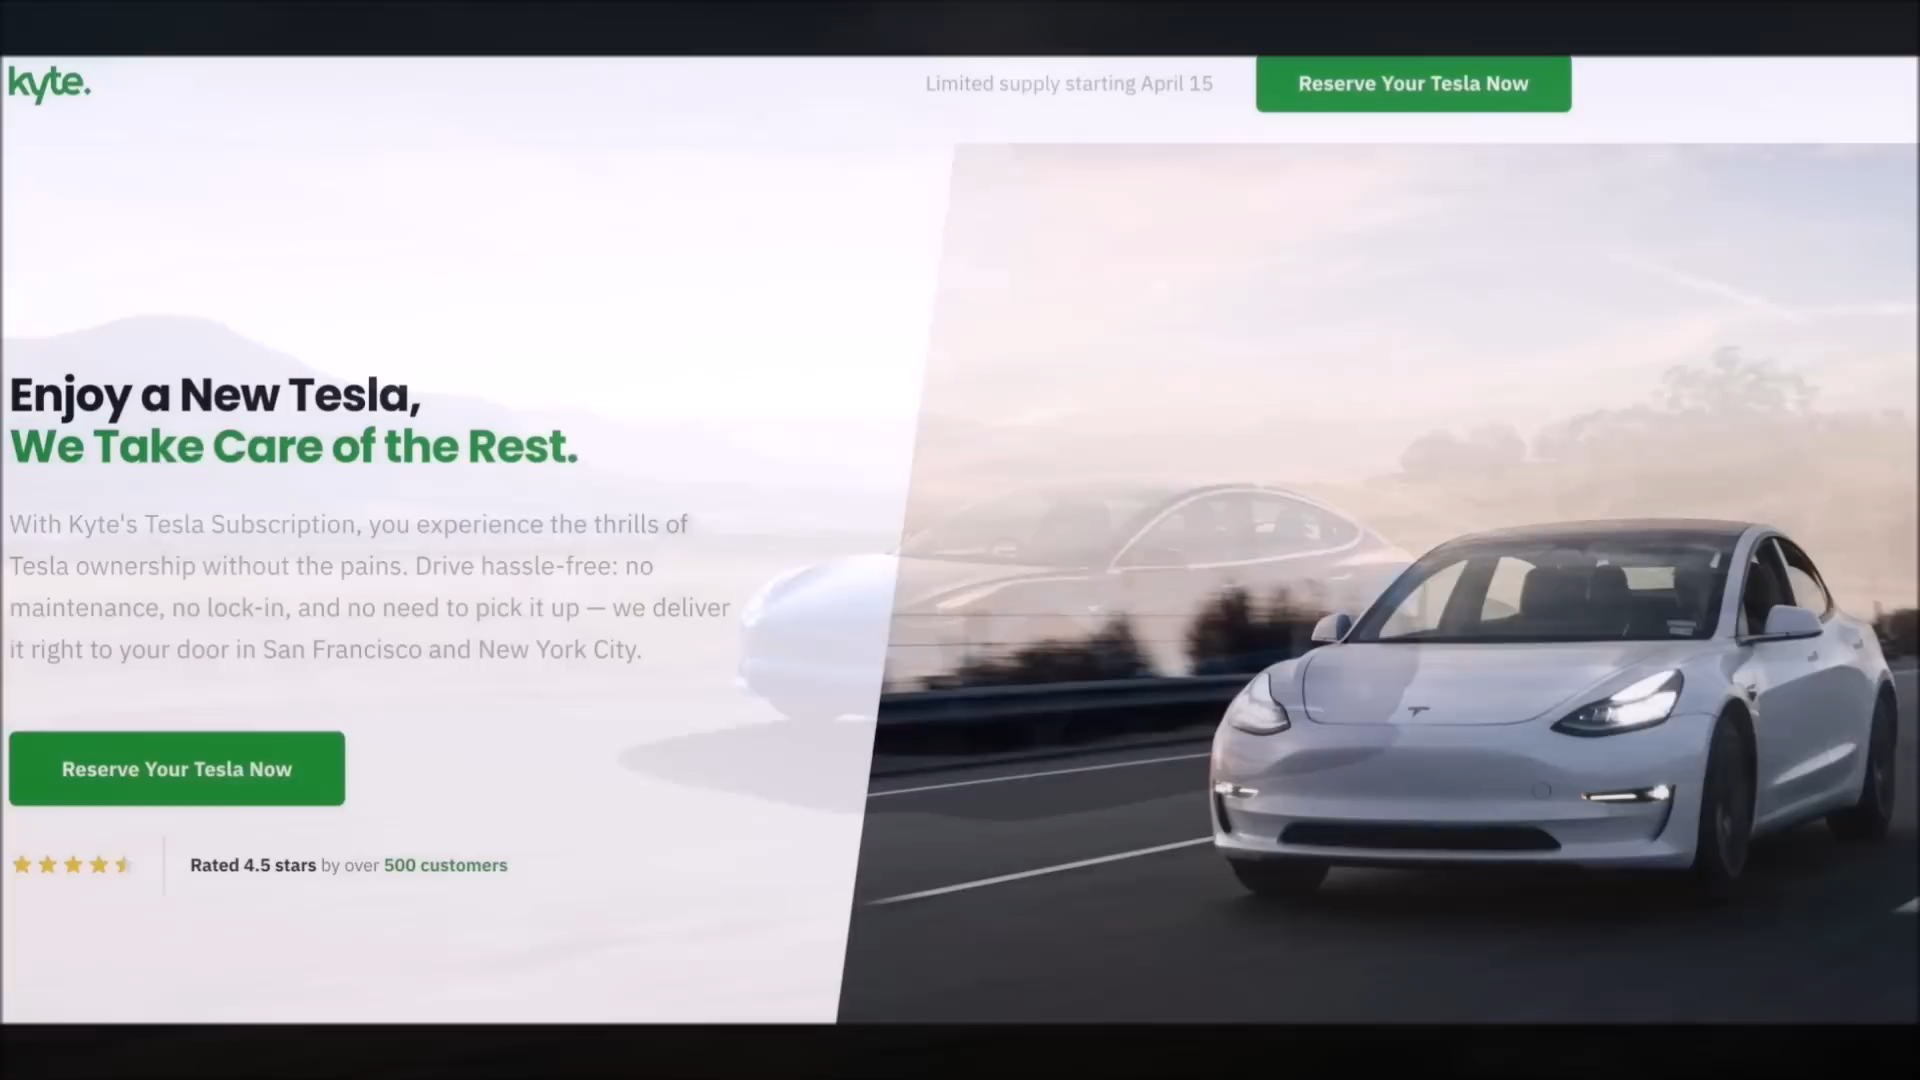 kyte.
Limited supply starting April 15
Reserve Your Tesla Now
Enjoy a New Tesla,
We Take Care of the Rest.
With Kyte's Tesla Subscription, you experience the thrills of
Tesla ownership without the pains. Drive hassle-free: no
maintenance, no lock-in, and no need to pick it up — we deliver
it right to your door in San Francisco and New York City.
Reserve Your Tesla Now
Rated 4.5 stars by over 500 customers